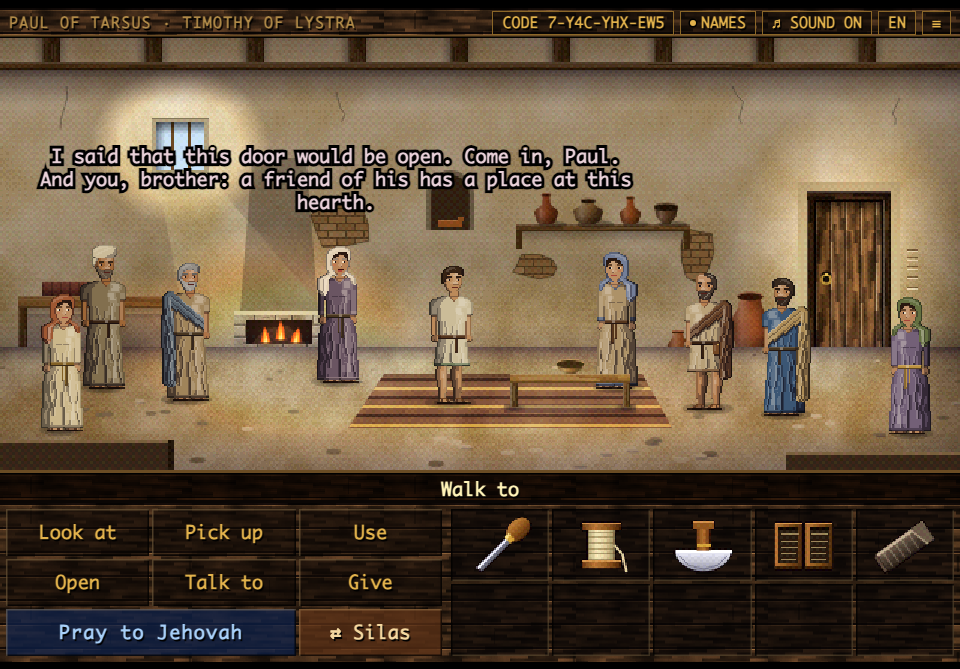 PAUL OF TARSUS · TIMOTHY OF LYSTRA
CODE 7-Y4C-YHX-EW5
• NAMES
♬ SOUND ON
EN
≡
I said that this door would be open. Come in, Paul.
And you, brother: a friend of his has a place at this
hearth.
Walk to
Look at
Pick up
Use
Open
Talk to
Give
Pray to Jehovah
⇄ Silas